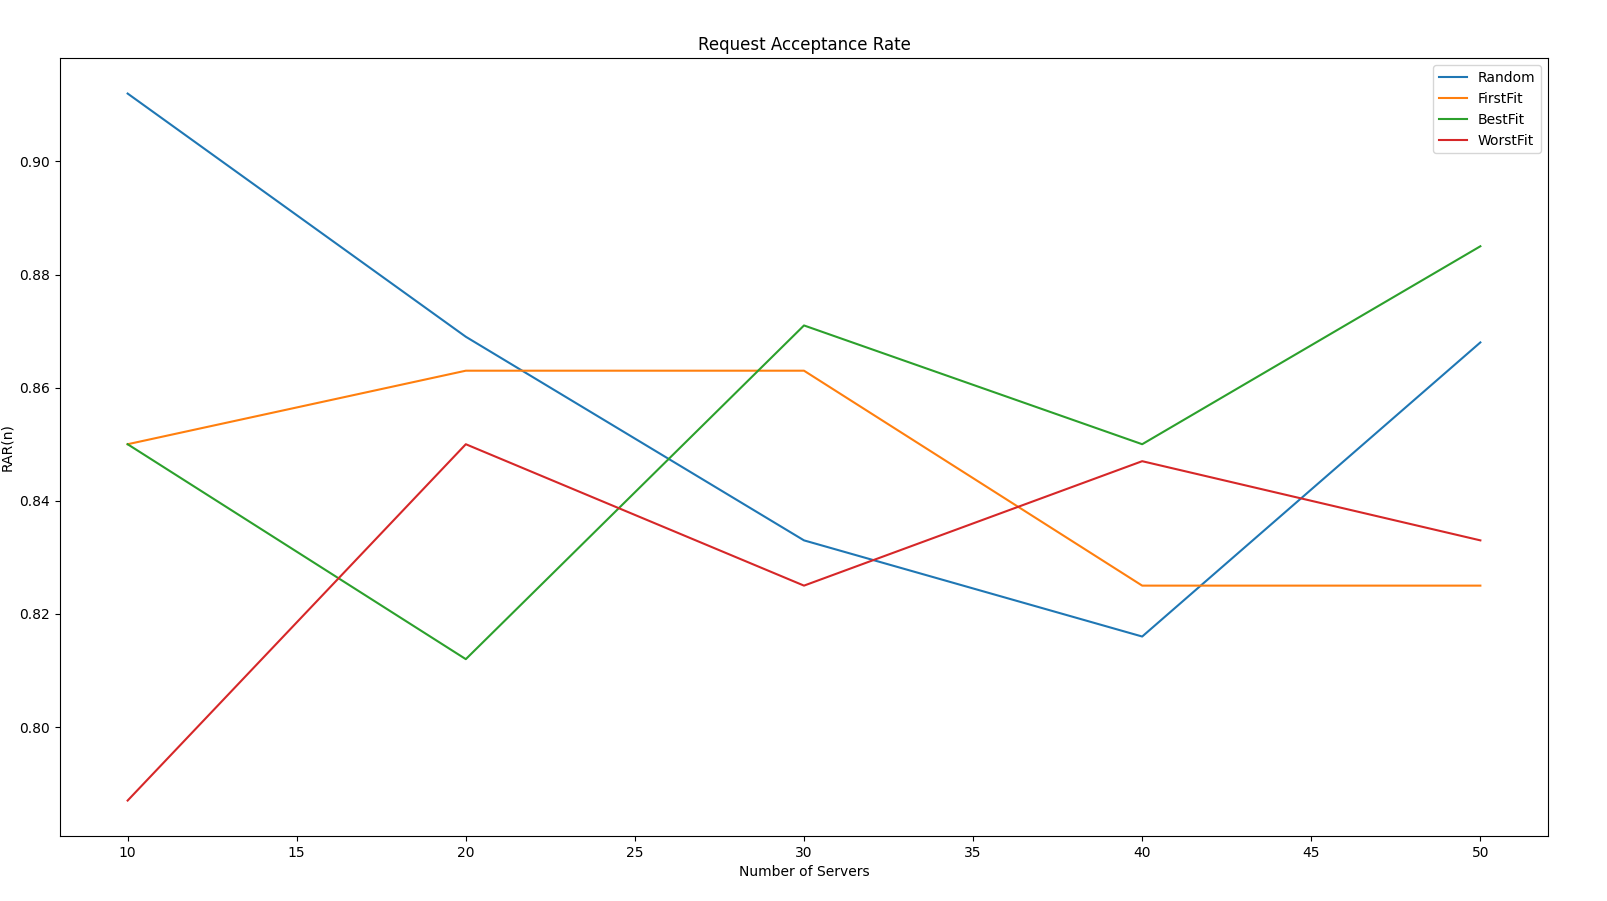 Request Acceptance Rate
Random
FirstFit
BestFit
WorstFit
0.90
0.88
0.86
0.84
0.82
0.80
RAR(n)
10 15 20 25 30 35 40 45 50
Number of Servers